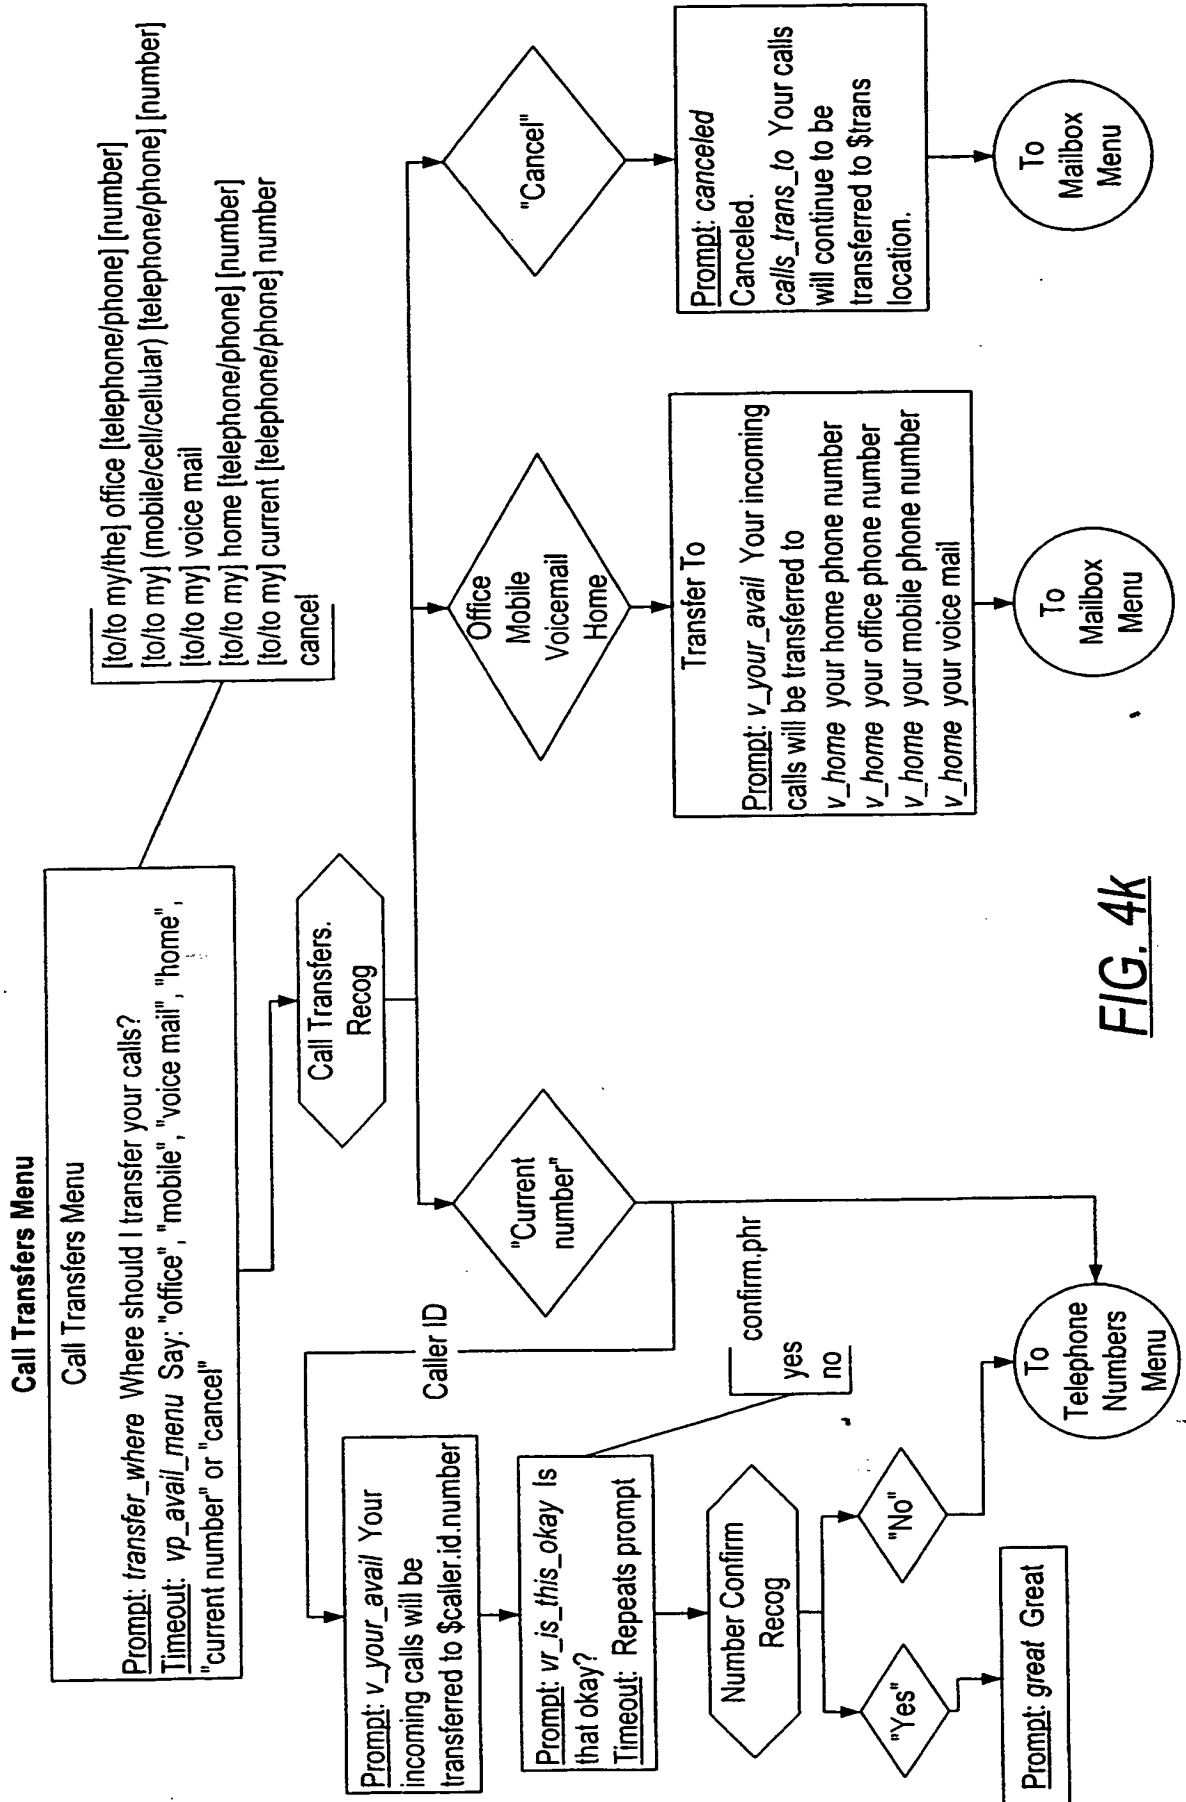 Call Transfers Menu
Call Transfers Menu
Prompt: transfer_where Where should I transfer your calls?
Timeout: vp_avail_menu Say: "office", "mobile", "voice mail", "home",
"current number" or "cancel"
[to/to my/the] office [telephone/phone] [number]
[to/to my] (mobile/cell/cellular) [telephone/phone] [number]
[to/to my] voice mail
[to/to my] home [telephone/phone] [number]
[to/to my] current [telephone/phone] number
cancel
Call Transfers.
Recog
"Current
number"
Office
Mobile
Voicemail
Home
"Cancel"
Caller ID
Prompt: v_your_avail Your
incoming calls will be
transferred to $caller.id.number
Prompt: vr_is_this_okay Is
that okay?
Timeout: Repeats prompt
confirm.phr
yes
no
Number Confirm
Recog
"Yes"
"No"
Prompt: great Great
To
Telephone
Numbers
Menu
Transfer To
Prompt: v_your_avail Your incoming
calls will be transferred to
v_home your home phone number
v_home your office phone number
v_home your mobile phone number
v_home your voice mail
To
Mailbox
Menu
Prompt: canceled
Canceled.
calls_trans_to Your calls
will continue to be
transferred to $trans
location.
To
Mailbox
Menu
FIG. 4k